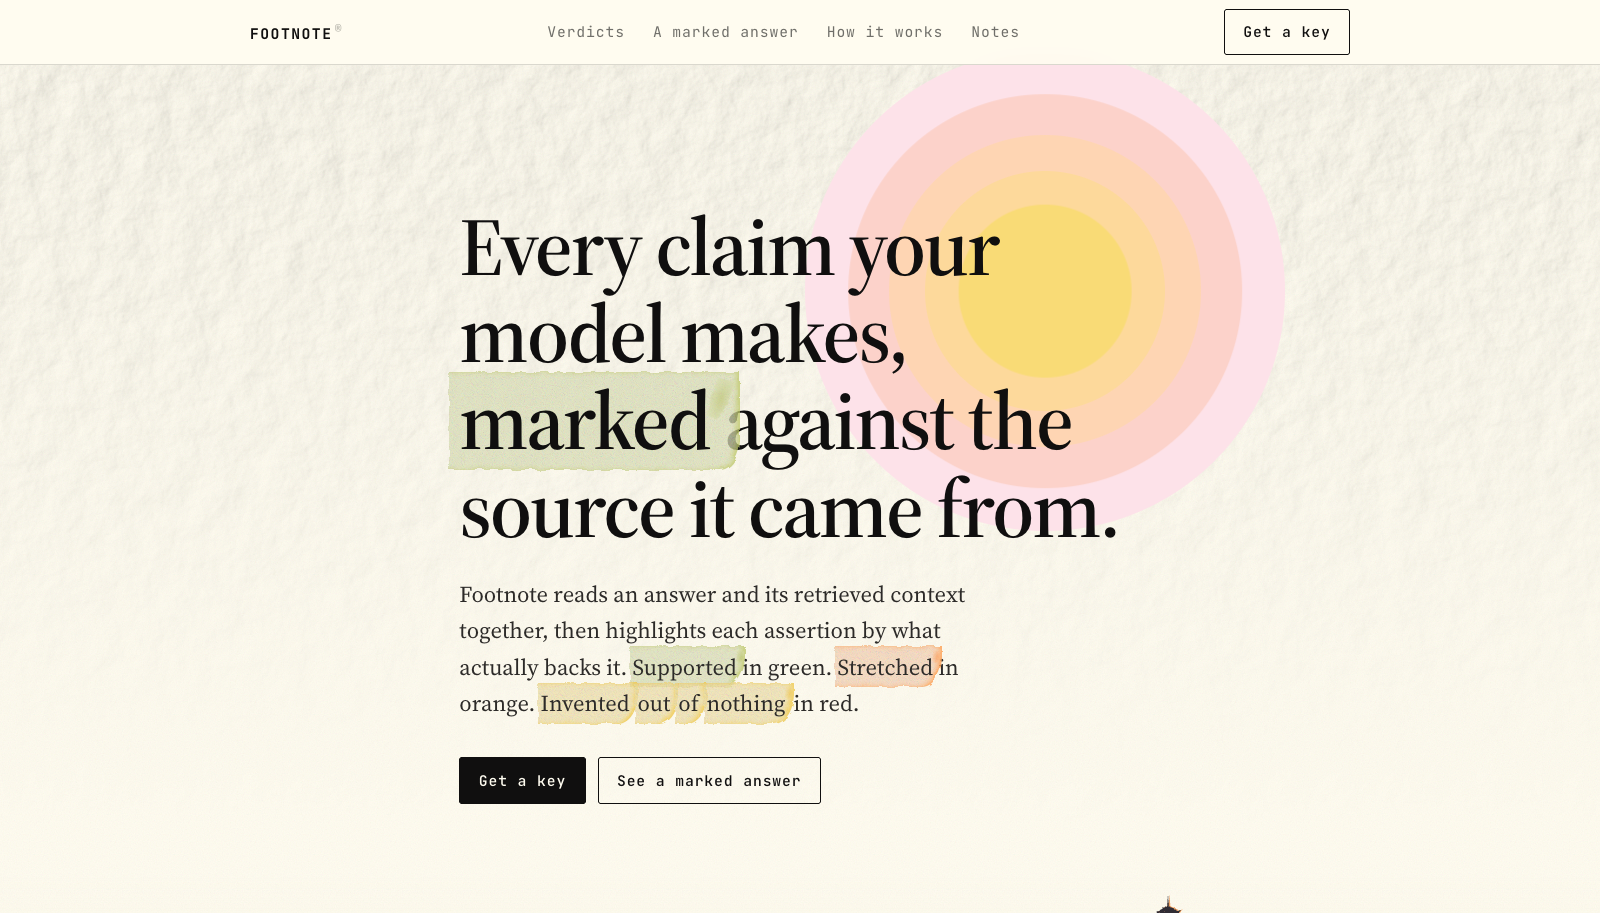 FOOTNOTE®
Verdicts
A marked answer
How it works
Notes
Get a key
Every claim your
model makes,
marked against the
source it came from.
Footnote reads an answer and its retrieved context
together, then highlights each assertion by what
actually backs it. Supported in green. Stretched in
orange. Invented out of nothing in red.
Get a key
See a marked answer